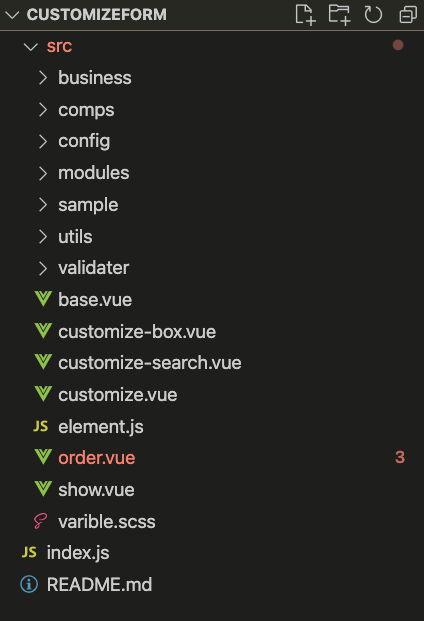 CUSTOMIZEFORM
src
business
comps
config
modules
sample
utils
validater
base.vue
customize-box.vue
customize-search.vue
customize.vue
JS element.js
order.vue 3
show.vue
varible.scss
JS index.js
README.md